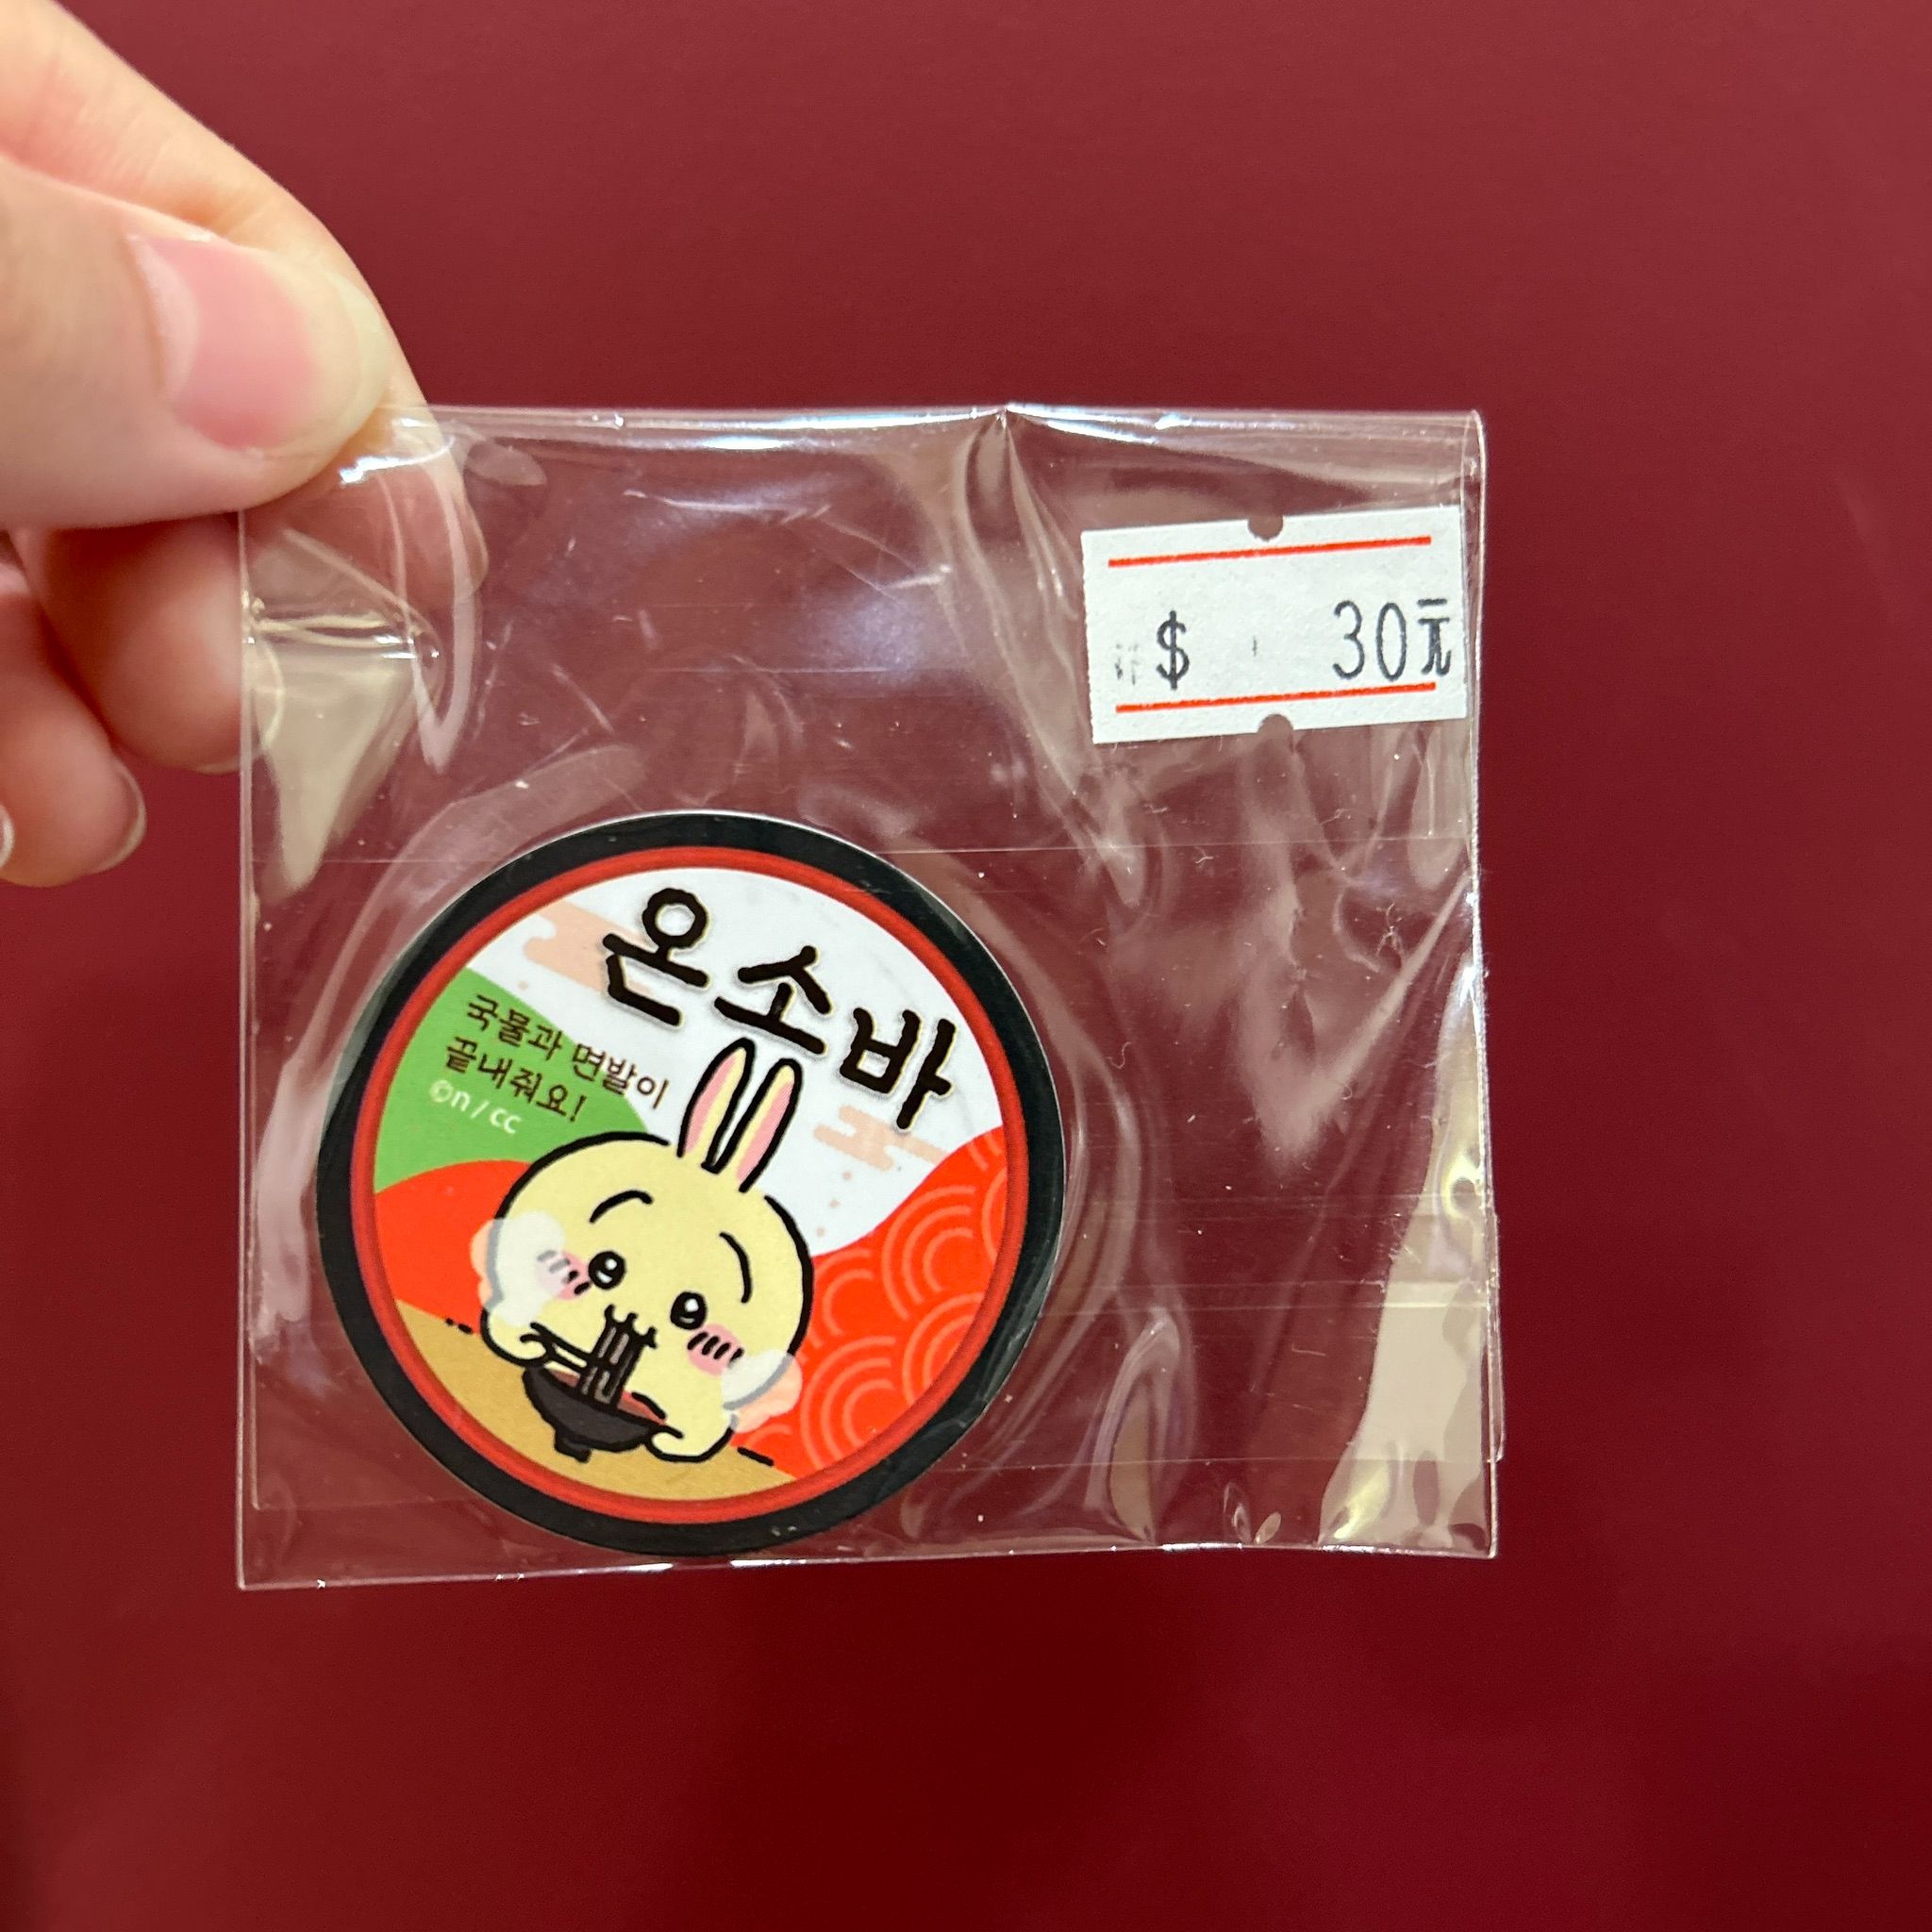 $ 30元
온소바
국물과 면발이
끝내줘요!
©n / cc